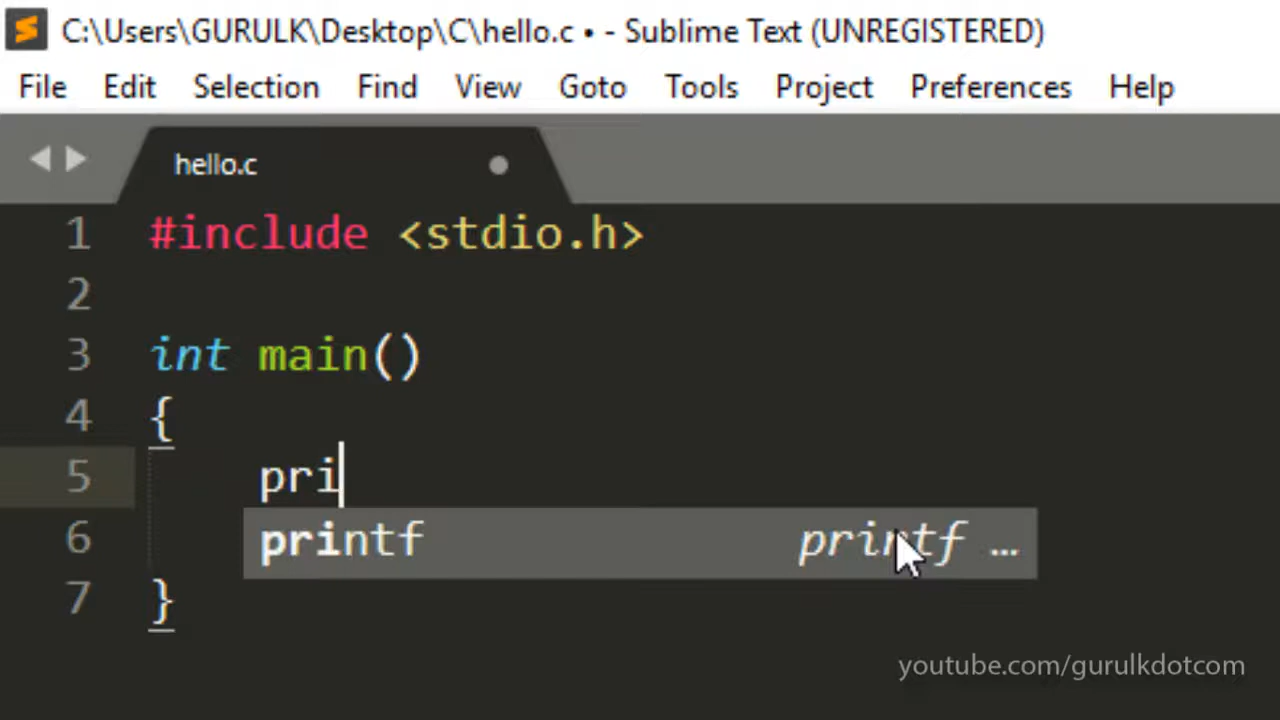 C:\Users\GURULK\Desktop\C\hello.c • - Sublime Text (UNREGISTERED)
File Edit Selection Find View Goto Tools Project Preferences Help
hello.c
1 #include <stdio.h>
2
3 int main()
4 {
5 pri
printf printf ...
6
7 }
youtube.com/gurulkdotcom